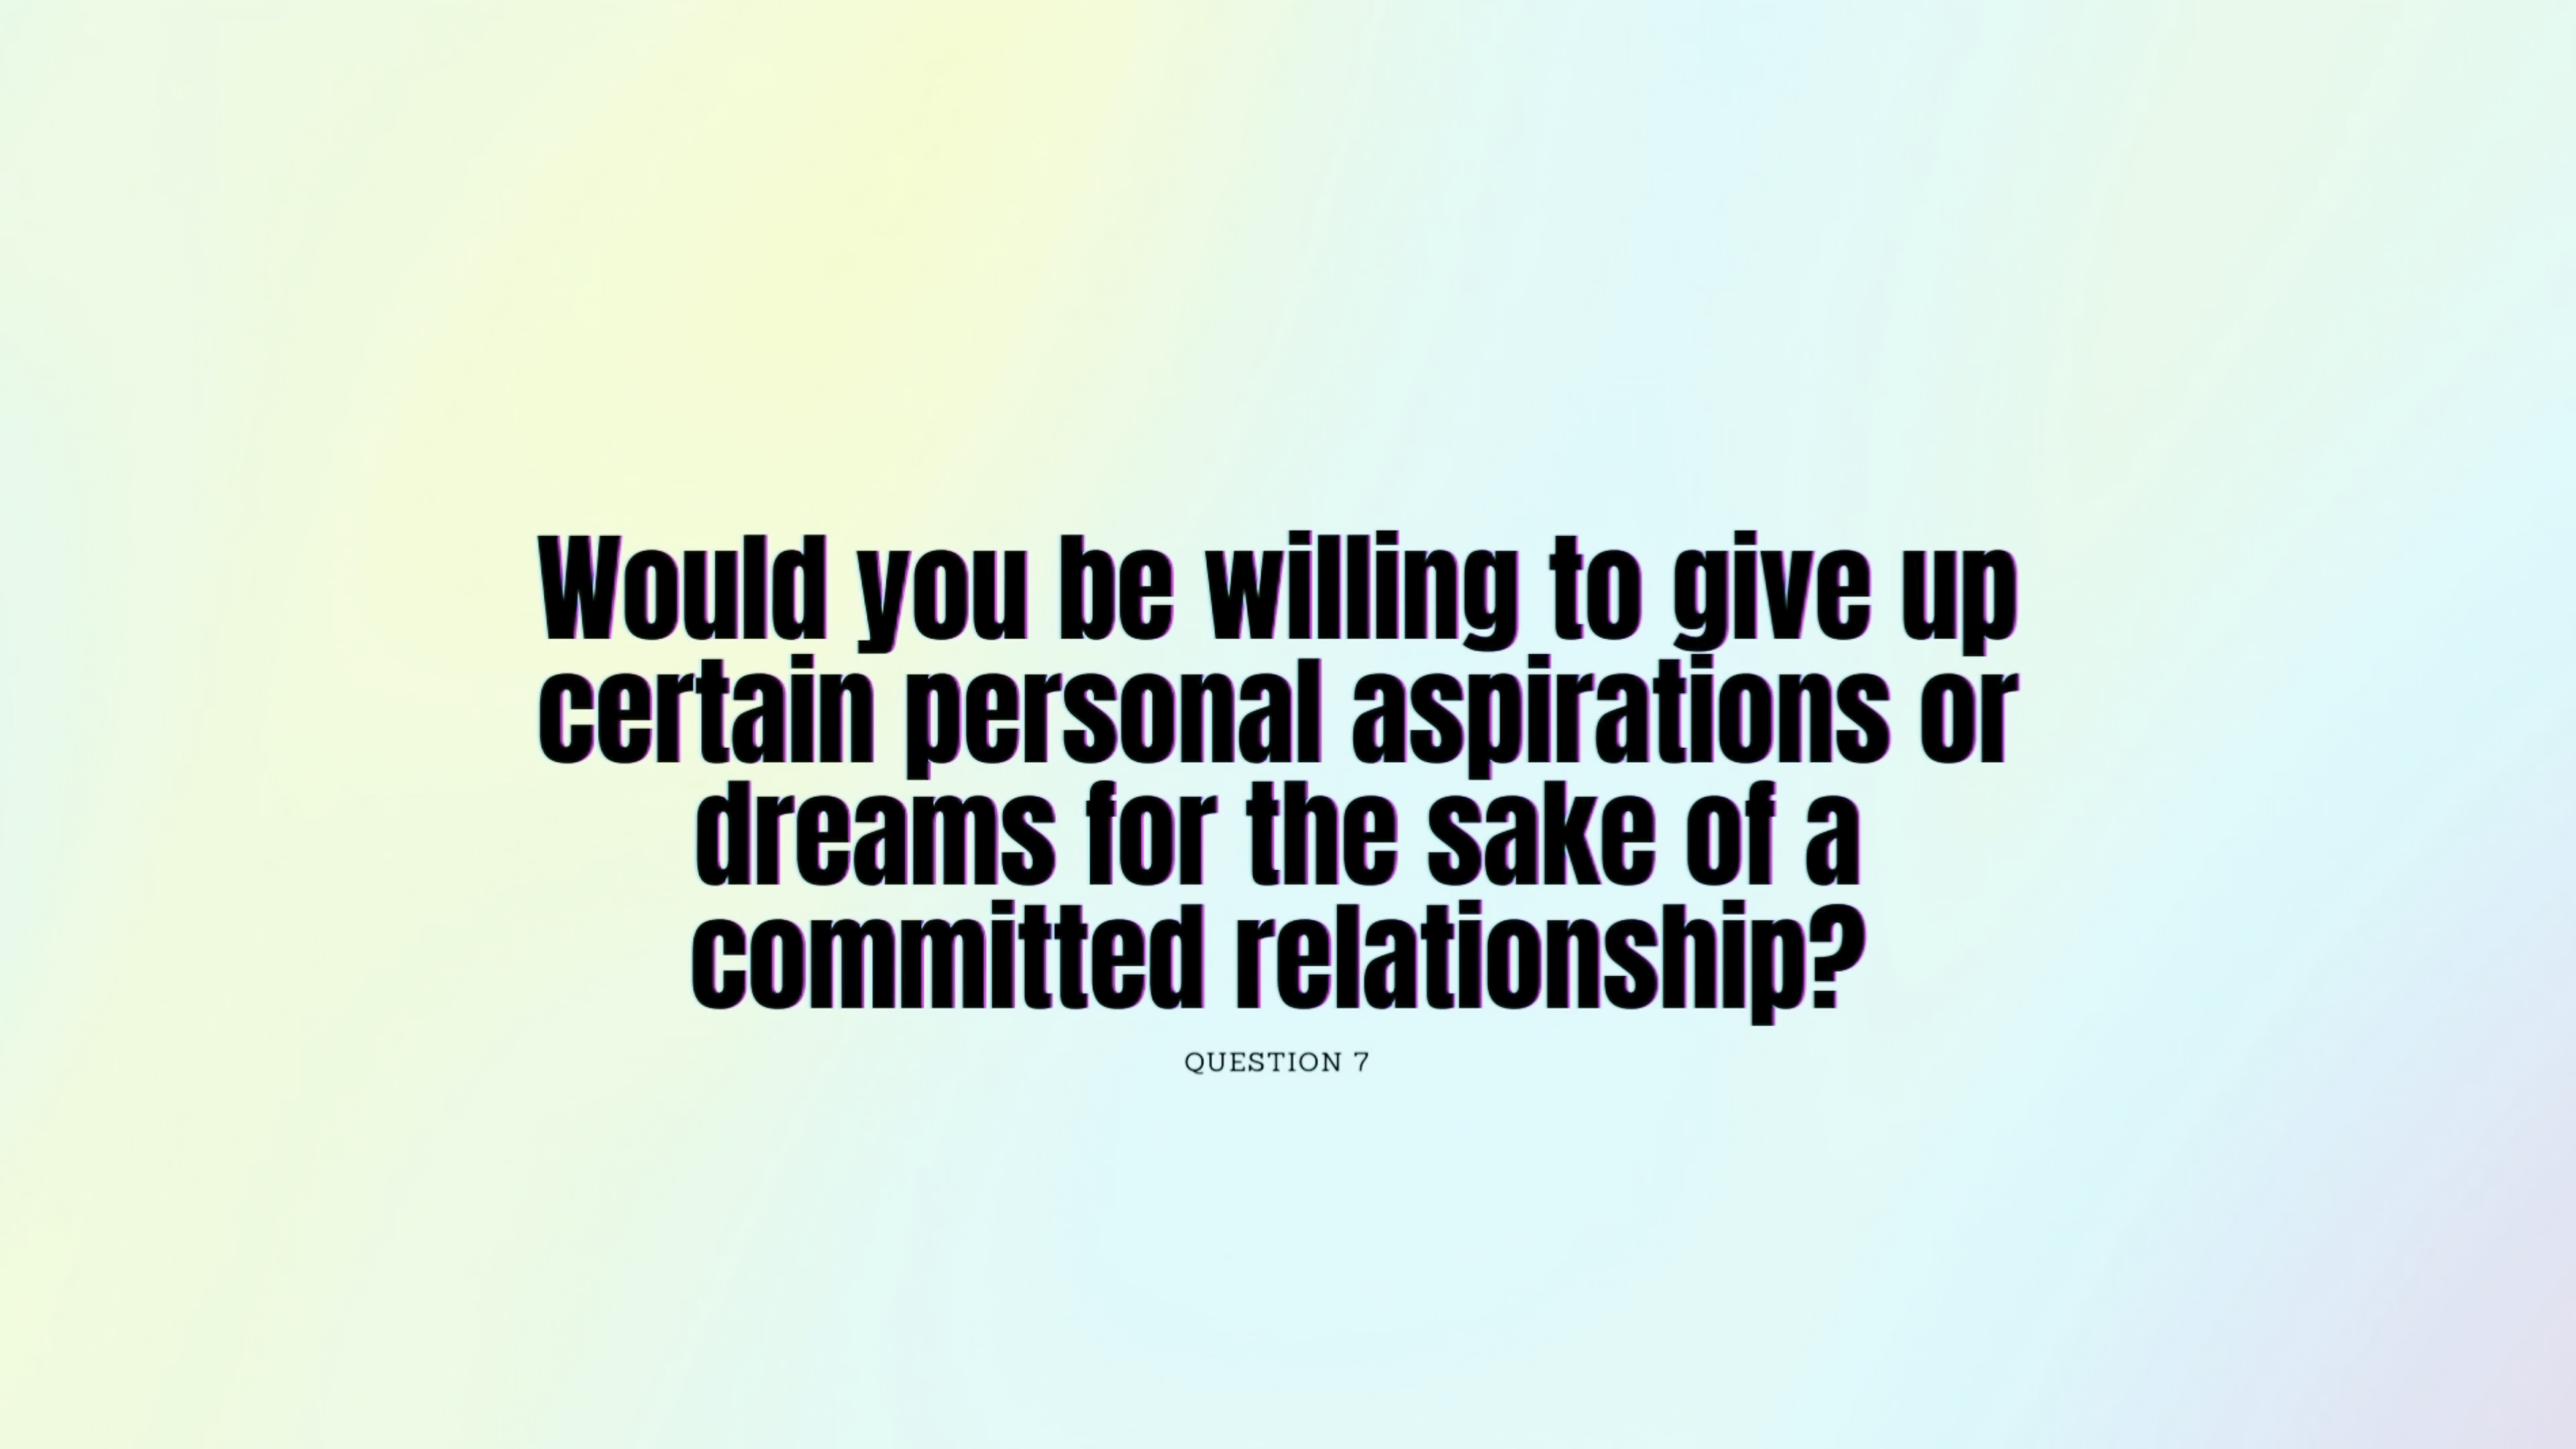 Would you be willing to give up
certain personal aspirations or
dreams for the sake of a
committed relationship?
QUESTION 7